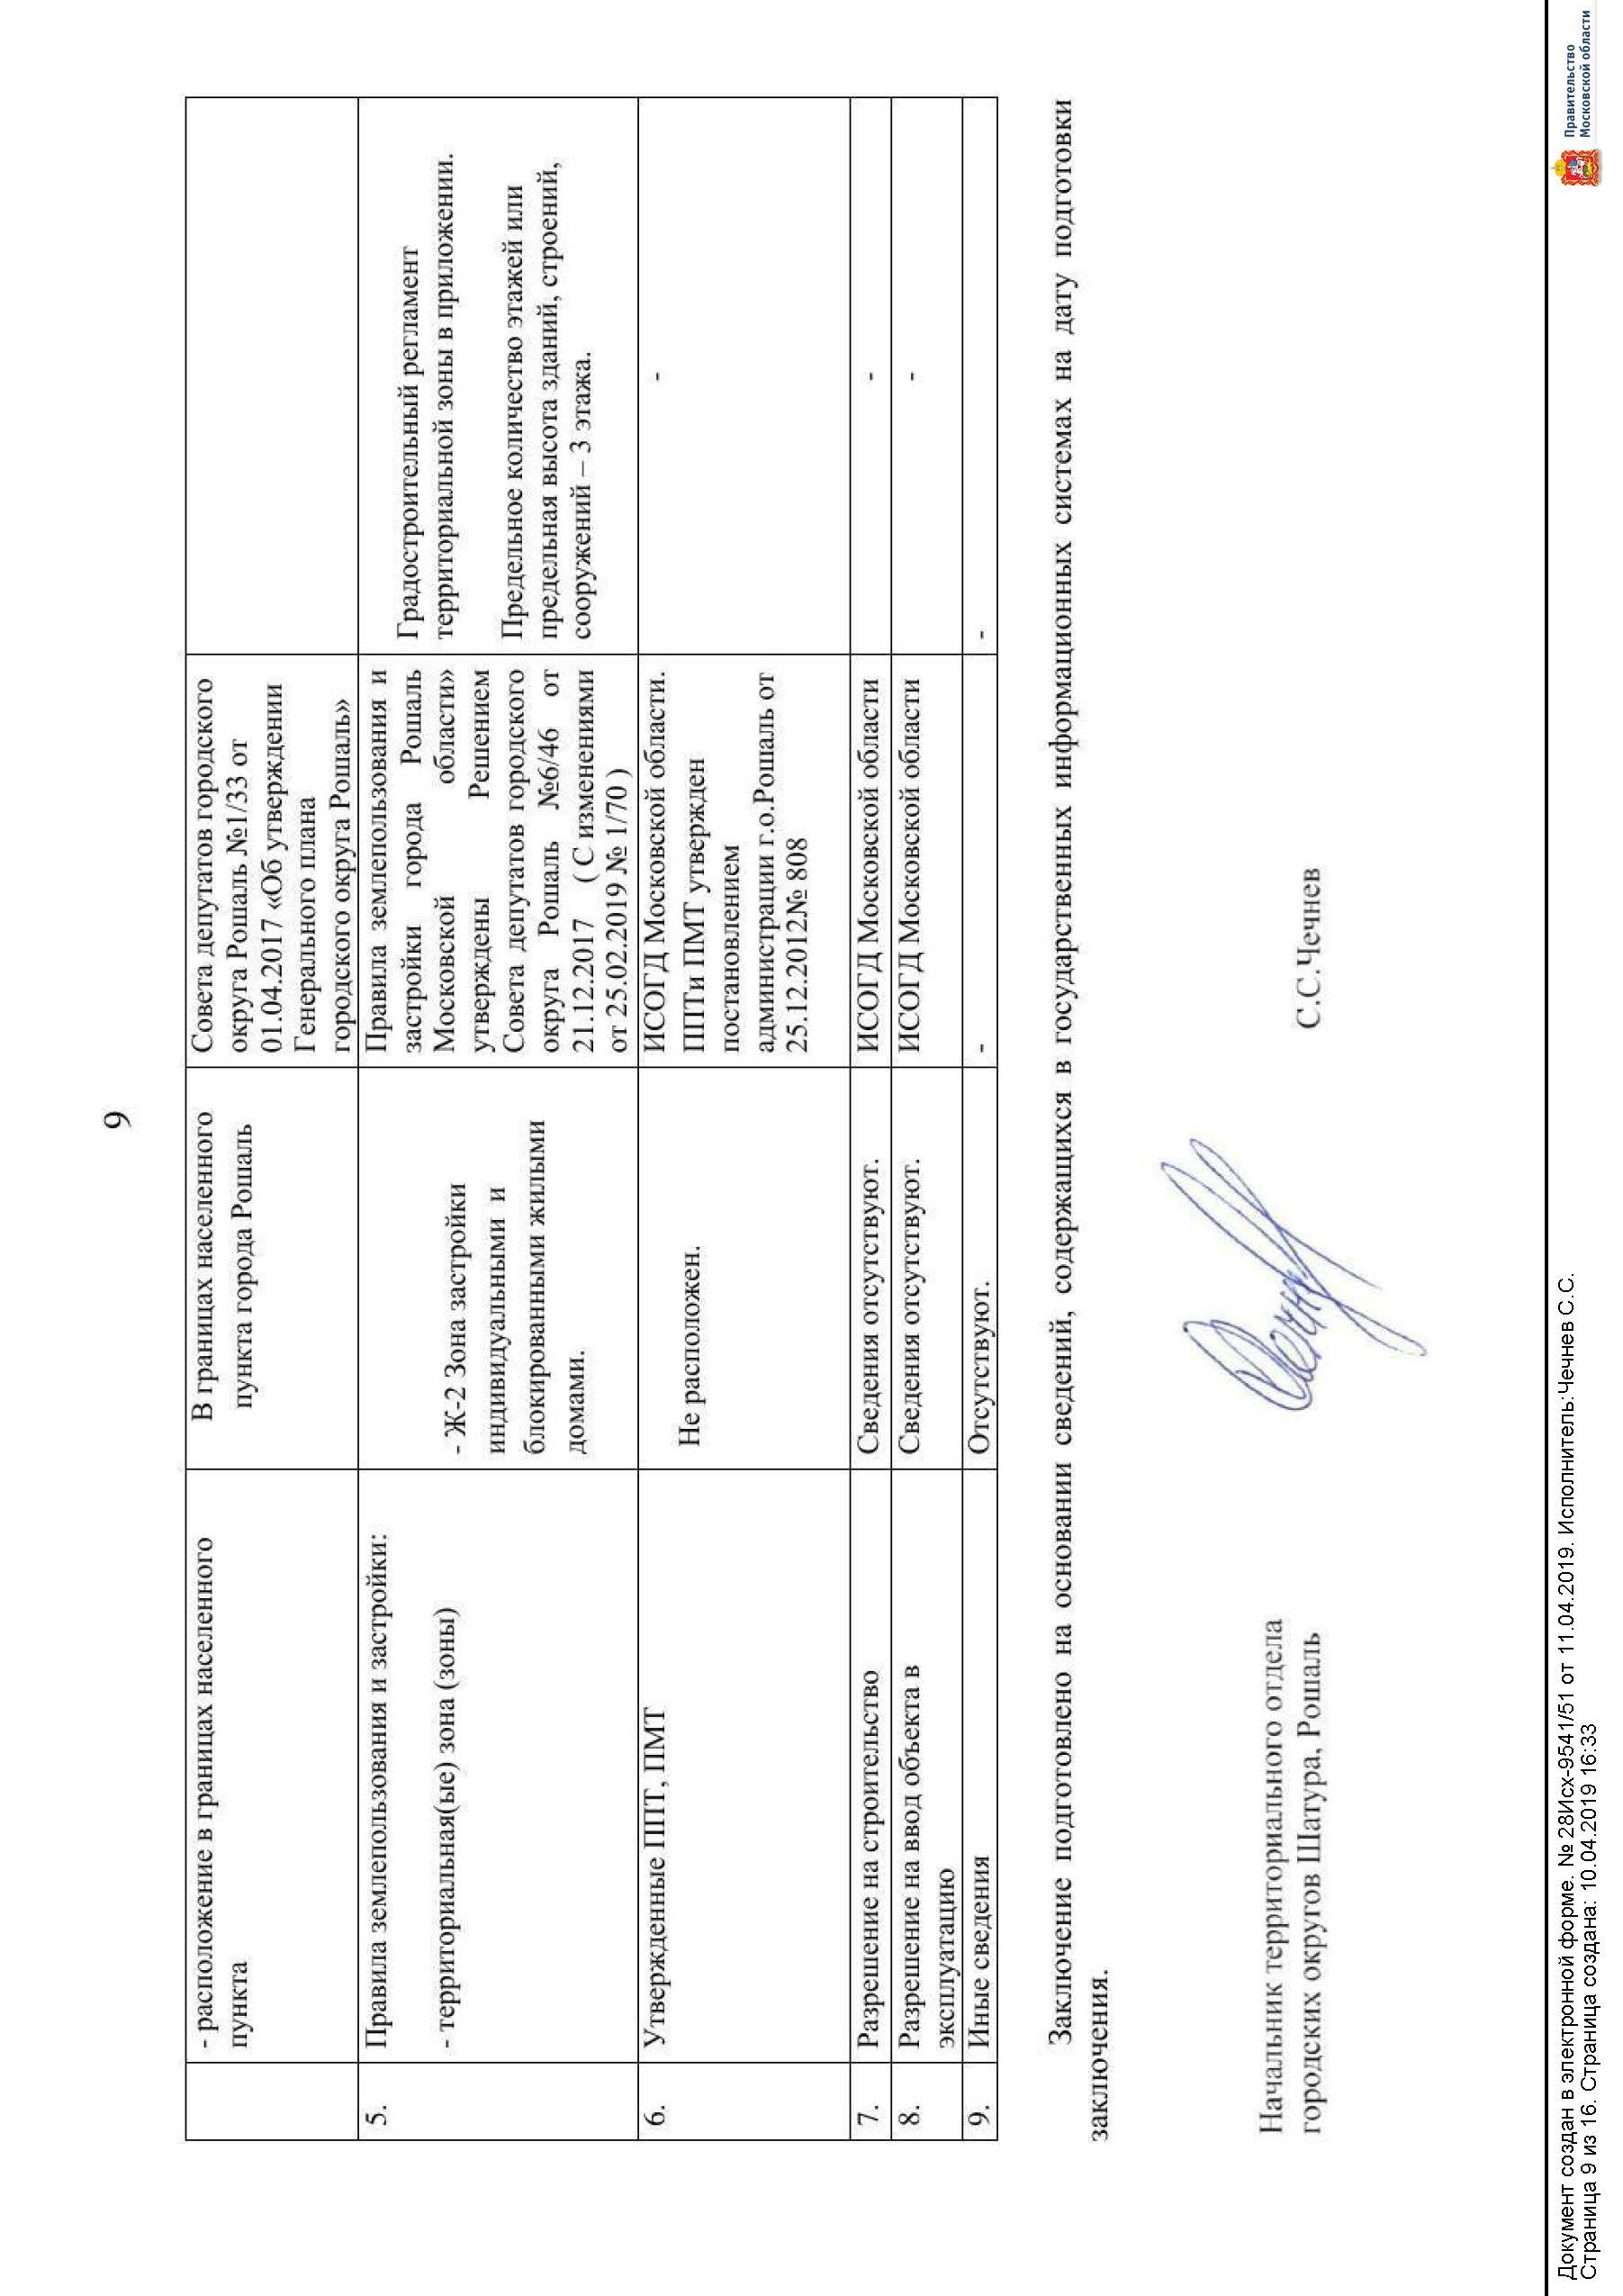 9
- расположение в границах населенного
пункта
В границах населенного
пункта города Рошаль
Совета депутатов городского
округа Рошаль №1/33 от
01.04.2017 «Об утверждении
Генерального плана
городского округа Рошаль»
5.
Правила землепользования и застройки:
- территориальная(ые) зона (зоны)
- Ж-2 Зона застройки
индивидуальными и
блокированными жилыми
домами.
Правила землепользования и
застройки города Рошаль
Московской области»
утверждены Решением
Совета депутатов городского
округа Рошаль №6/46 от
21.12.2017 ( С изменениями
от 25.02.2019 № 1/70 )
Градостроительный регламент
территориальной зоны в приложении.
Предельное количество этажей или
предельная высота зданий, строений,
сооружений – 3 этажа.
6.
Утвержденные ППТ, ПМТ
Не расположен.
ИСОГД Московской области.
ППТи ПМТ утвержден
постановлением
администрации г.о.Рошаль от
25.12.2012№ 808
-
7.
Разрешение на строительство
Сведения отсутствуют.
ИСОГД Московской области
-
8.
Разрешение на ввод объекта в
эксплуатацию
Сведения отсутствуют.
ИСОГД Московской области
-
9.
Иные сведения
Отсутствуют.
-
-
Заключение подготовлено на основании сведений, содержащихся в государственных информационных системах на дату подготовки
заключения.
Начальник территориального отдела
городских округов Шатура, Рошаль
С.С.Чечнев
Документ создан в электронной форме. № 28Исх-9541/51 от 11.04.2019. Исполнитель:Чечнев С.С.
Страница 9 из 16. Страница создана: 10.04.2019 16:33
Правительство
Московской области